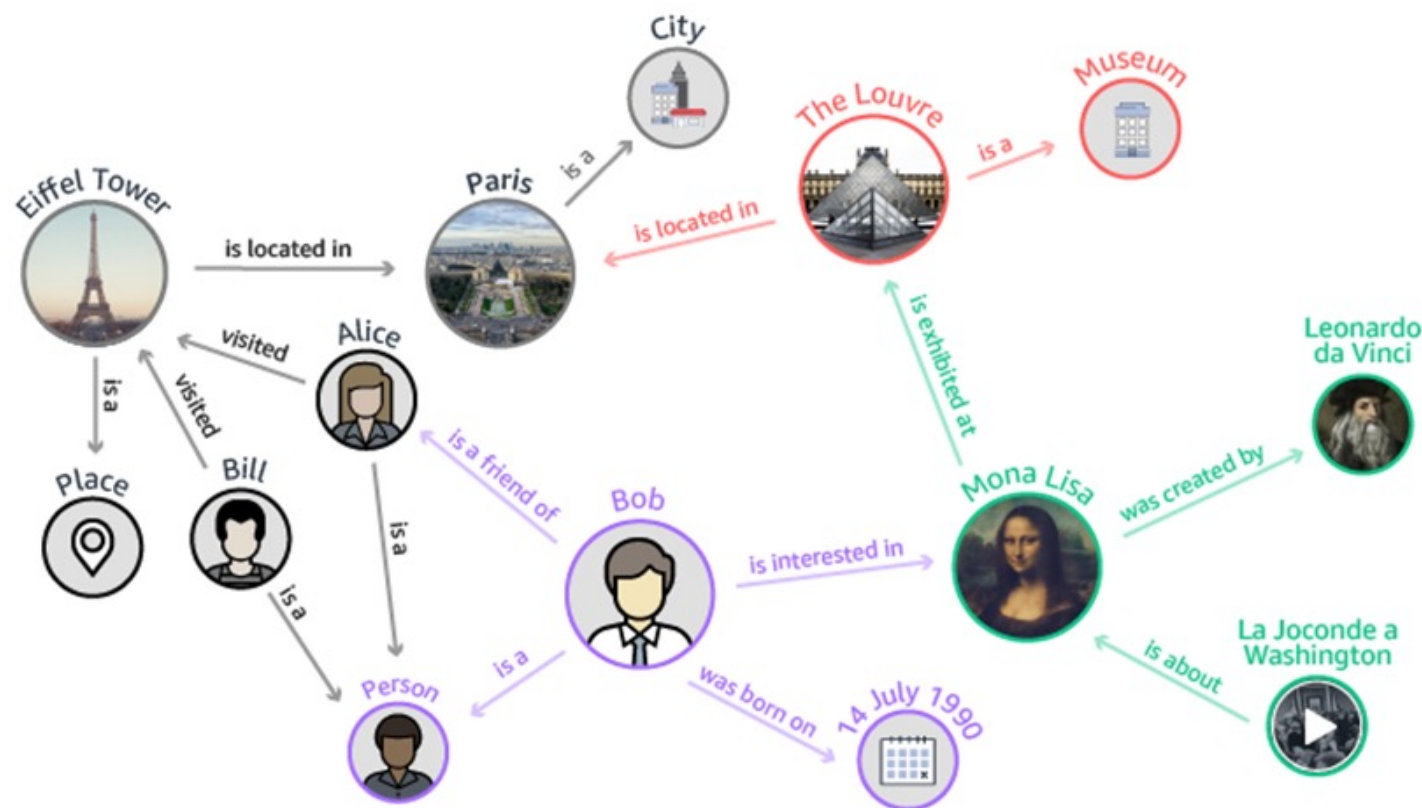 City
Museum
The Louvre
is a
is a
Eiffel Tower
Paris
is located in
is located in
visited
Alice
is exhibited at
Leonardo
da Vinci
is a
visited
is a friend of
Place
Bill
Bob
Mona Lisa
was created by
is a
is interested in
is a
La Joconde a
Washington
is about
is a
Person
was born on
14 July 1990